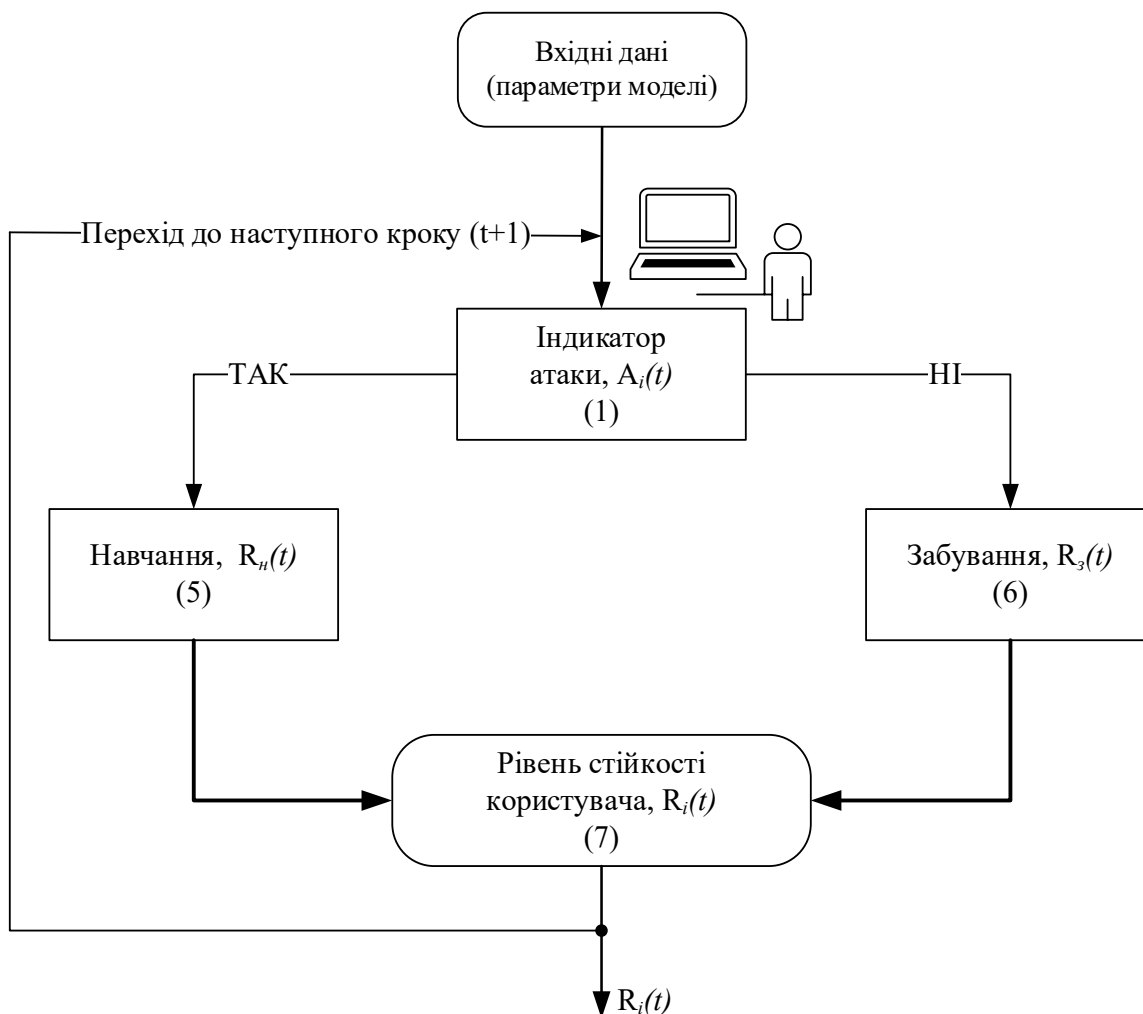 Вхідні дані
(параметри моделі)
Перехід до наступного кроку (t+1)
Індикатор
атаки, Aᵢ(t)
(1)
ТАК
НІ
Навчання, Rн(t)
(5)
Забування, Rз(t)
(6)
Рівень стійкості
користувача, Rᵢ(t)
(7)
Rᵢ(t)